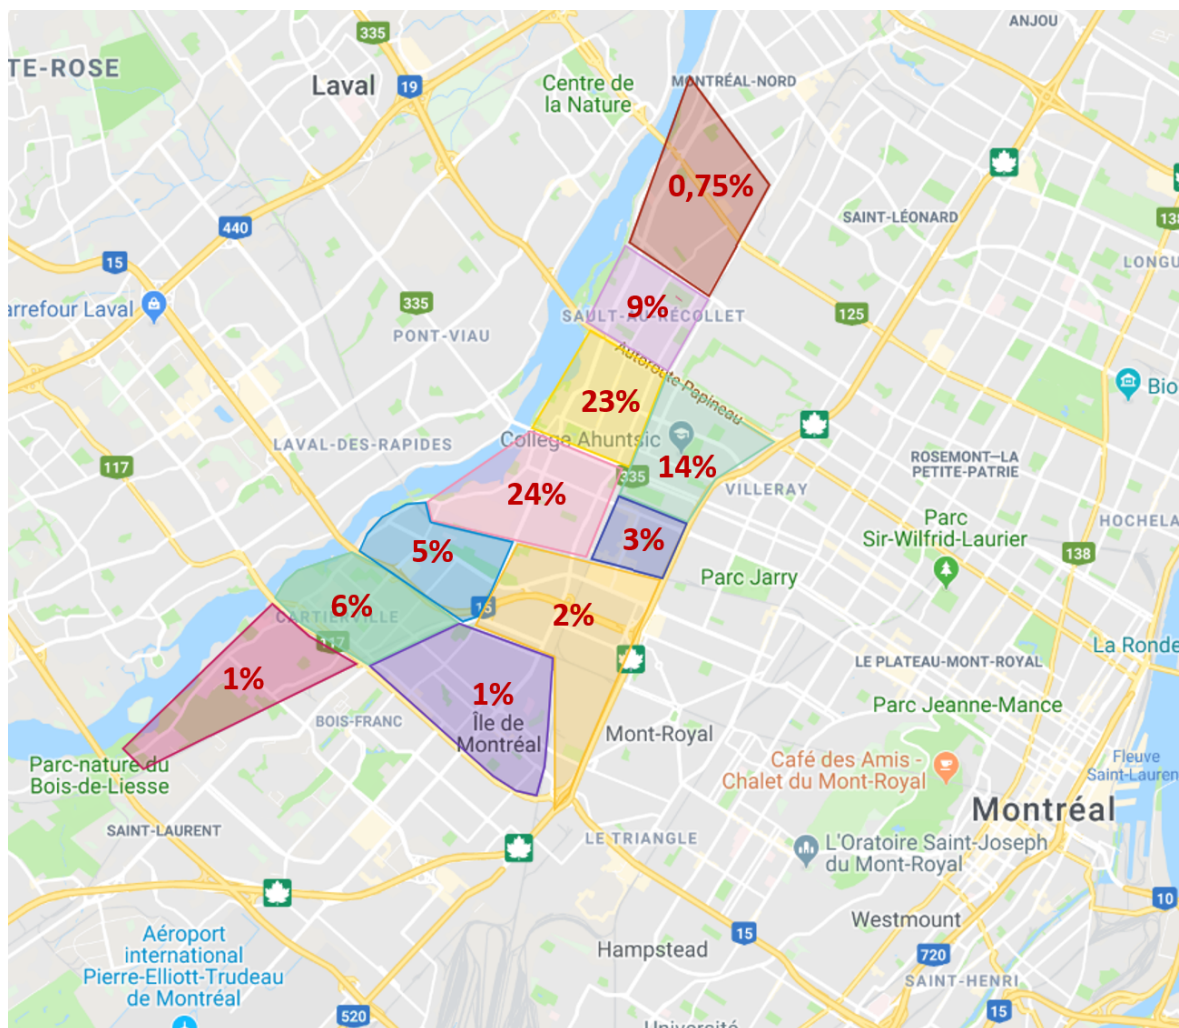 ANJOU
335
TE-ROSE
Laval
19
Centre de
la Nature
MONTRÉAL-NORD
0,75%
SAINT-LÉONARD
138
440
15
LONGU
arrefour Laval
335
9%
SAULT-AU-RÉCOLLET
125
PONT-VIAU
Autoroute Papineau
Bio
23%
LAVAL-DES-RAPIDES
College Ahuntsic
117
14%
335
ROSEMONT—LA
PETITE-PATRIE
VILLERAY
24%
Parc
Sir-Wilfrid-Laurier
HOCHELA
3%
138
5%
Parc Jarry
6%
15
2%
CARTIERVILLE
117
La Ronde
LE PLATEAU-MONT-ROYAL
1%
1%
Parc Jeanne-Mance
BOIS-FRANC
Île de
Montréal
Mont-Royal
Café des Amis -
Chalet du Mont-Royal
Fleuve
Saint-Lauren
Parc-nature du
Bois-de-Liesse
Montréal
SAINT-LAURENT
LE TRIANGLE
L'Oratoire Saint-Joseph
du Mont-Royal
10
Westmount
15
Aéroport
international
Pierre-Elliott-Trudeau
de Montréal
Hampstead
720
SAINT-HENRI
520
15
Université